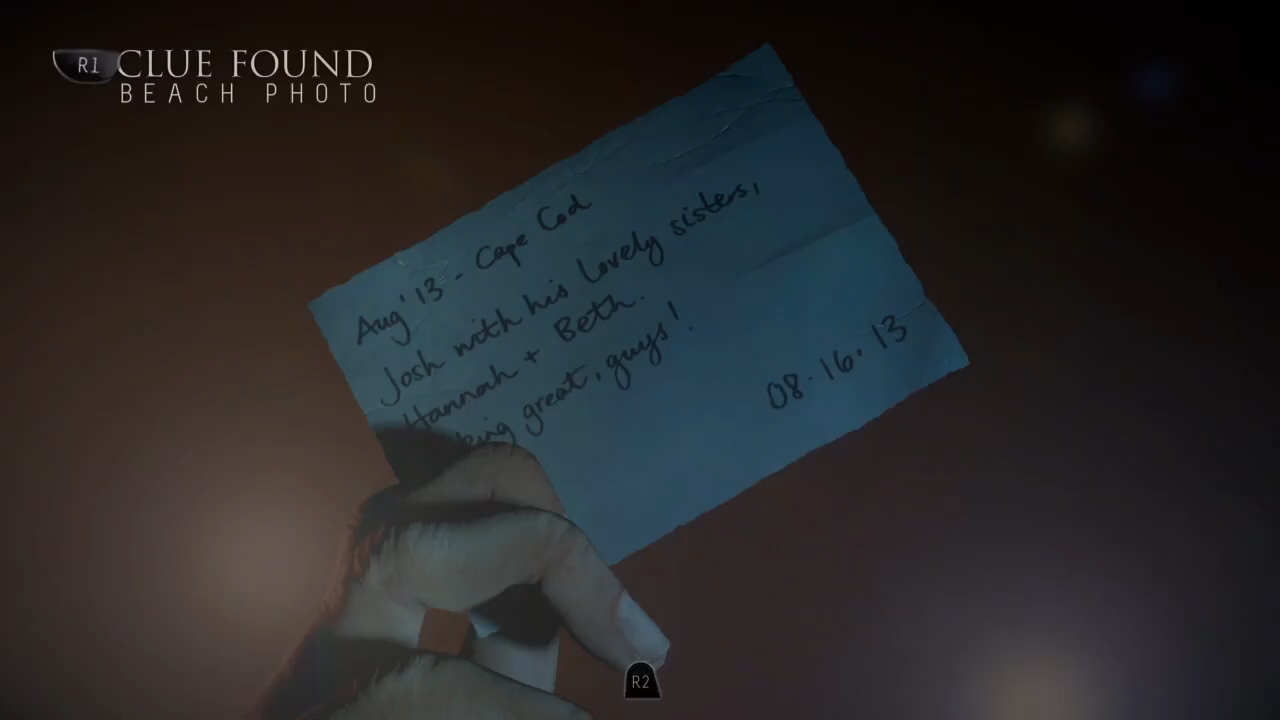 R1 CLUE FOUND
BEACH PHOTO
Aug '13 - Cape Cod
Josh with his lovely sisters,
Hannah + Beth.
great, guys!
08·16·13
R2